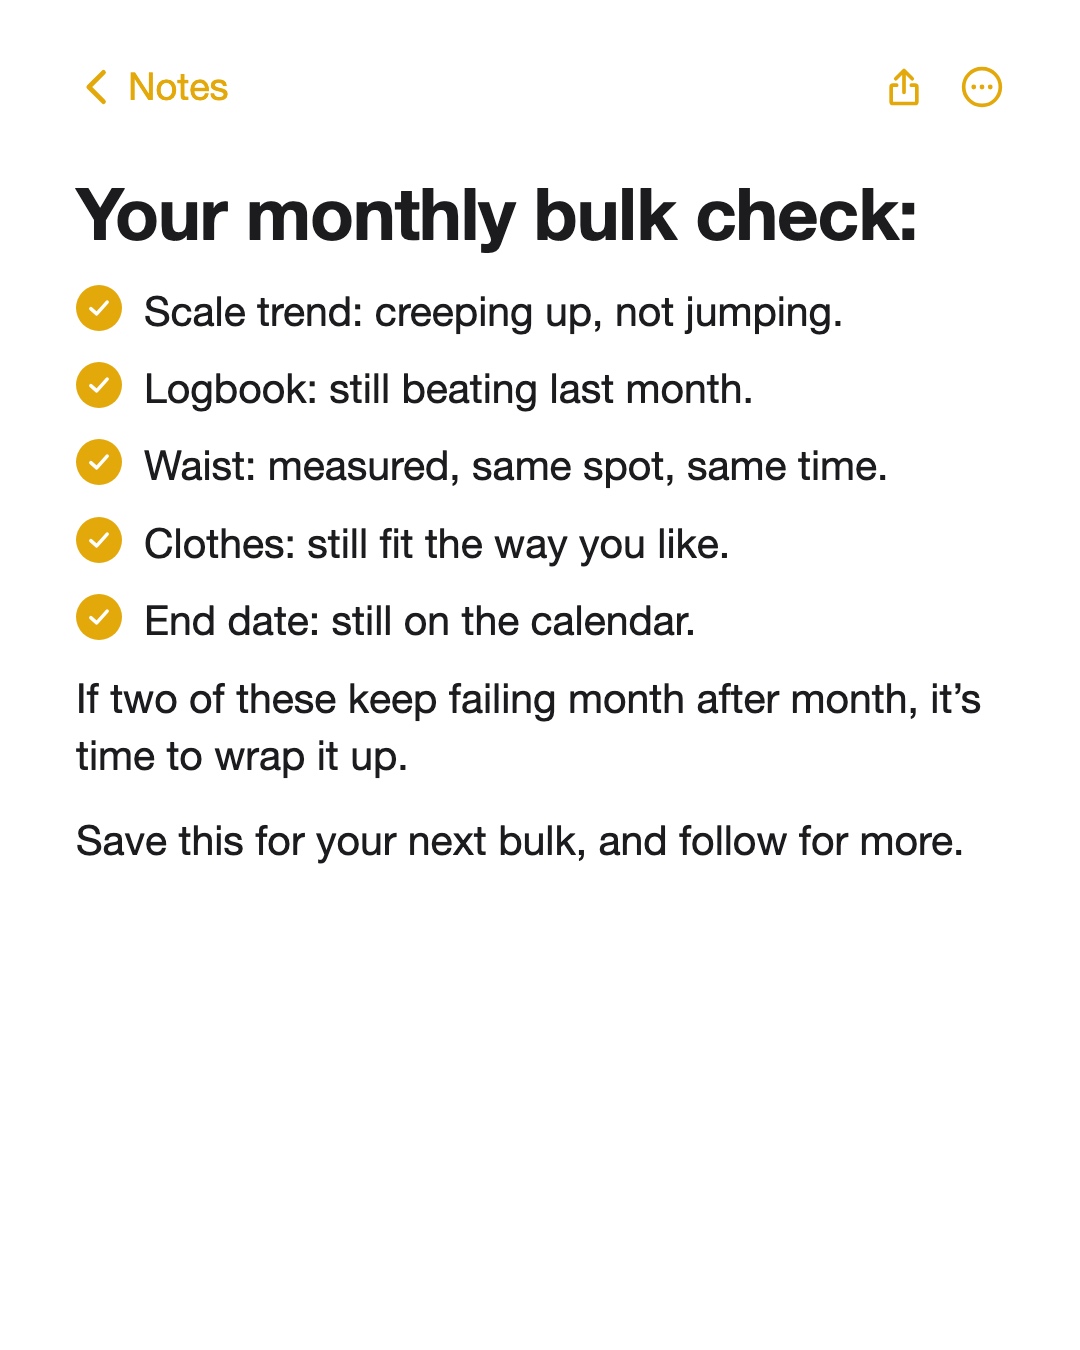 Notes
Your monthly bulk check:
Scale trend: creeping up, not jumping.
Logbook: still beating last month.
Waist: measured, same spot, same time.
Clothes: still fit the way you like.
End date: still on the calendar.
If two of these keep failing month after month, it’s
time to wrap it up.
Save this for your next bulk, and follow for more.